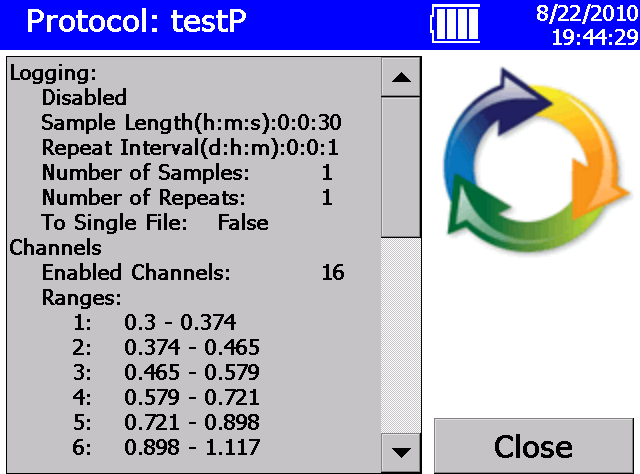 Protocol: testP
8/22/2010
19:44:29
Logging:
Disabled
Sample Length(h:m:s):0:0:30
Repeat Interval(d:h:m):0:0:1
Number of Samples: 1
Number of Repeats: 1
To Single File: False
Channels
Enabled Channels: 16
Ranges:
1: 0.3 - 0.374
2: 0.374 - 0.465
3: 0.465 - 0.579
4: 0.579 - 0.721
5: 0.721 - 0.898
6: 0.898 - 1.117
Close